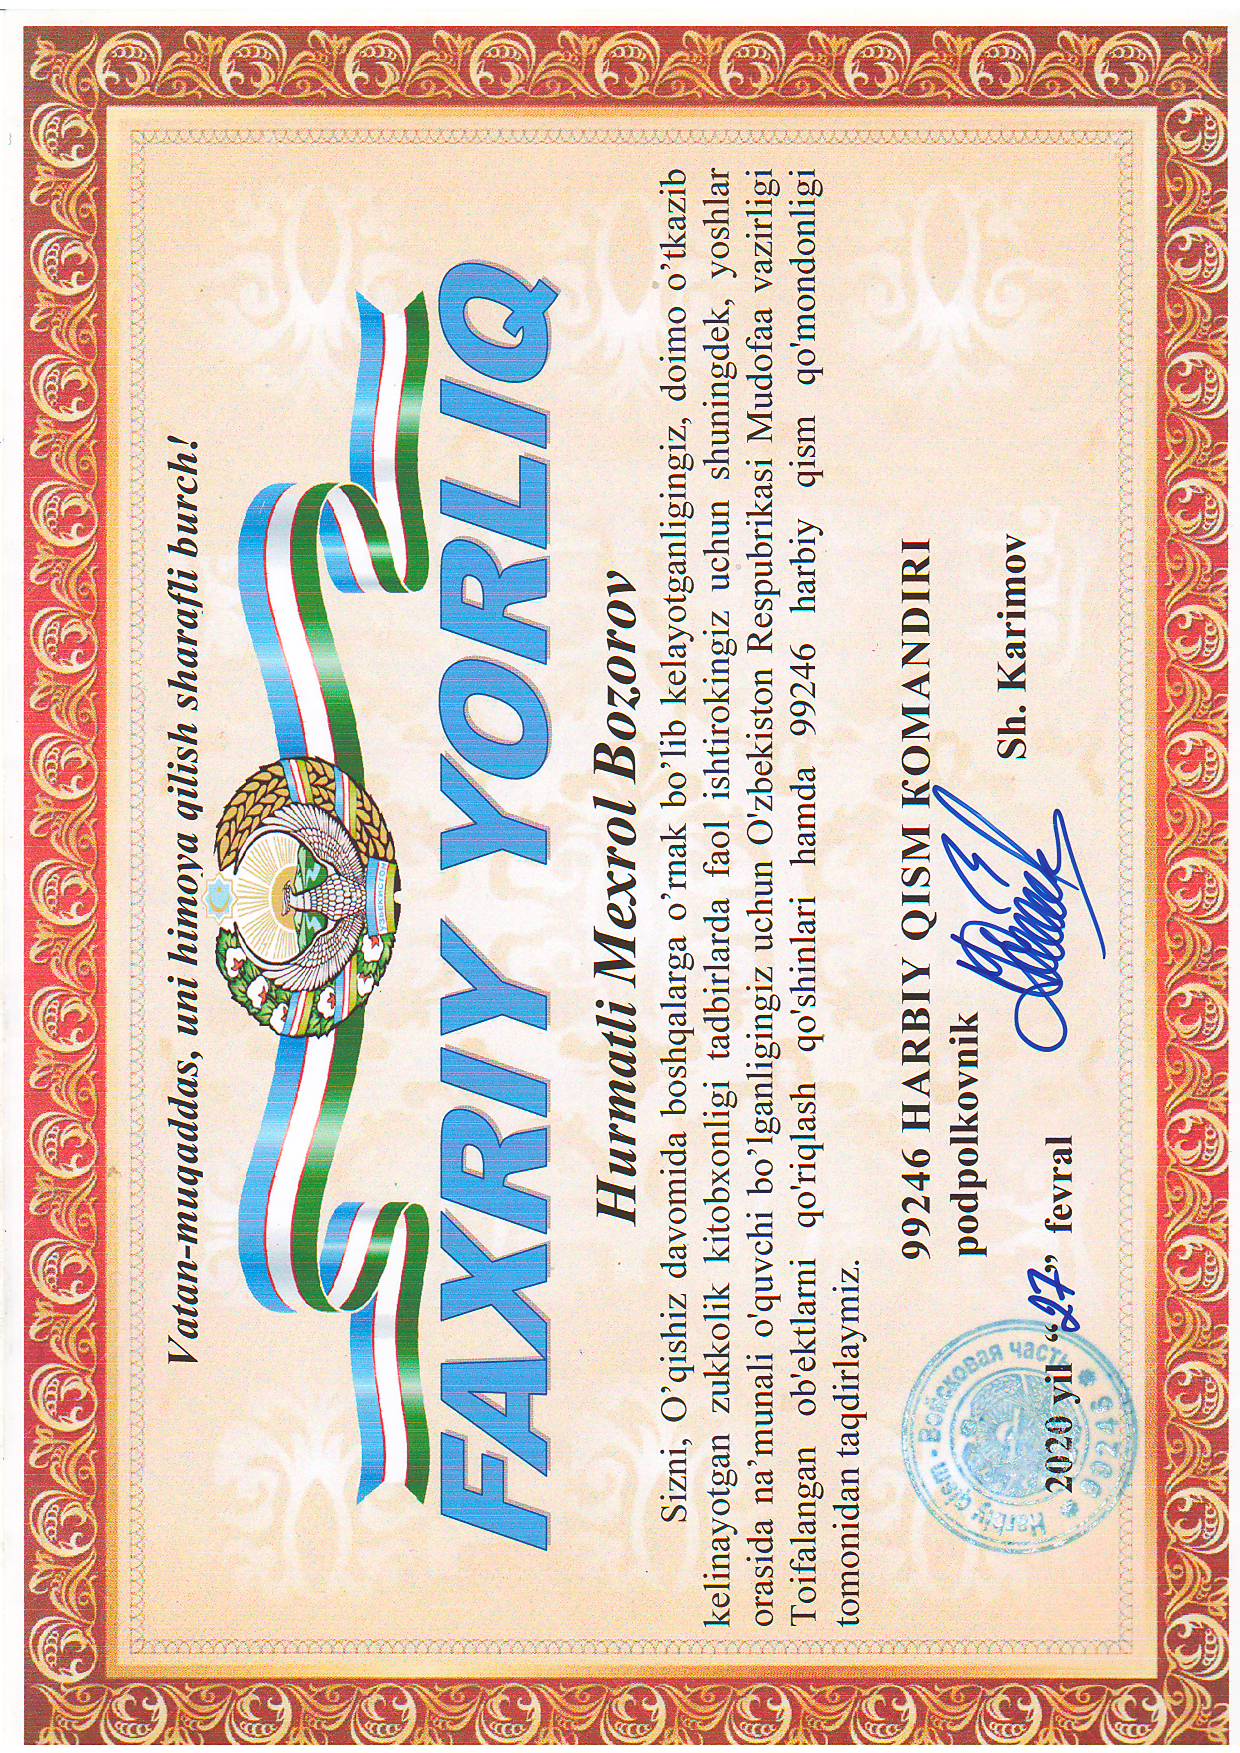 Vatan-muqaddas, uni himoya qilish sharafli burch!
ЎЗБЕКИСТОН
FAXRIY YORLIQ
Hurmatli Mexrol Bozorov
Sizni, O’qishiz davomida boshqalarga o’rnak bo’lib kelayotganligingiz, doimo o’tkazib
kelinayotgan zukkolik kitobxonligi tadbirlarda faol ishtirokingiz uchun shuningdek, yoshlar
orasida na’munali o'quvchi bo’lganligingiz uchun O'zbekiston Respubrikasi Mudofaa vazirligi
Toifalangan ob'ektlarni qo'riqlash qo'shinlari hamda 99246 harbiy qism qo'mondonligi
tomonidan taqdirlaymiz.
99246 HARBIY QISM KOMANDIRI
podpolkovnik
Sh. Karimov
2020 yil “27” fevral
Harbiy qism - Войсковая часть
* 99246 *